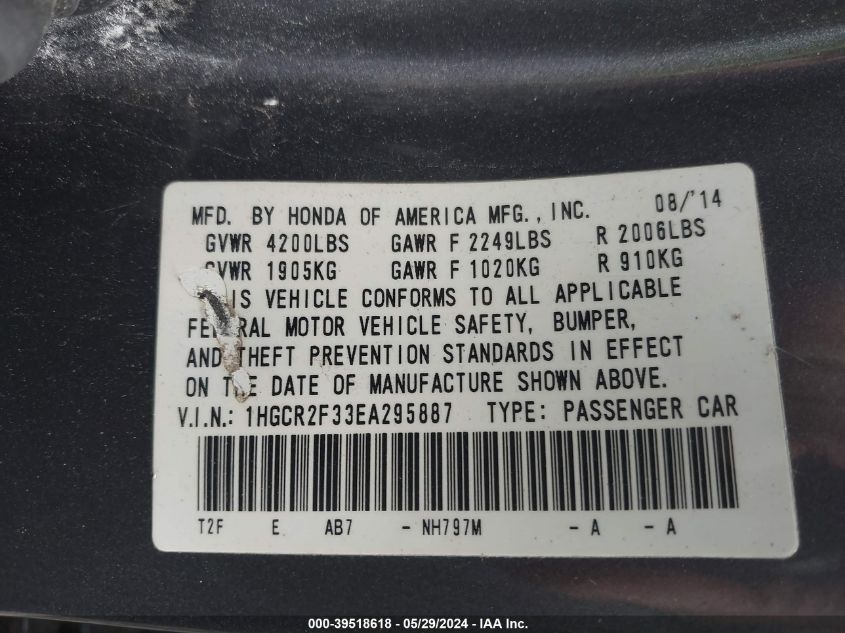 MFD. BY HONDA OF AMERICA MFG., INC. 08/'14
GVWR 4200LBS GAWR F 2249LBS R 2006LBS
GVWR 1905KG GAWR F 1020KG R 910KG
THIS VEHICLE CONFORMS TO ALL APPLICABLE
FEDERAL MOTOR VEHICLE SAFETY, BUMPER,
AND THEFT PREVENTION STANDARDS IN EFFECT
ON THE DATE OF MANUFACTURE SHOWN ABOVE.
V.I.N.: 1HGCR2F33EA295887 TYPE: PASSENGER CAR
T2F E AB7 - NH797M - A - A
000-39518618 - 05/29/2024 - IAA Inc.